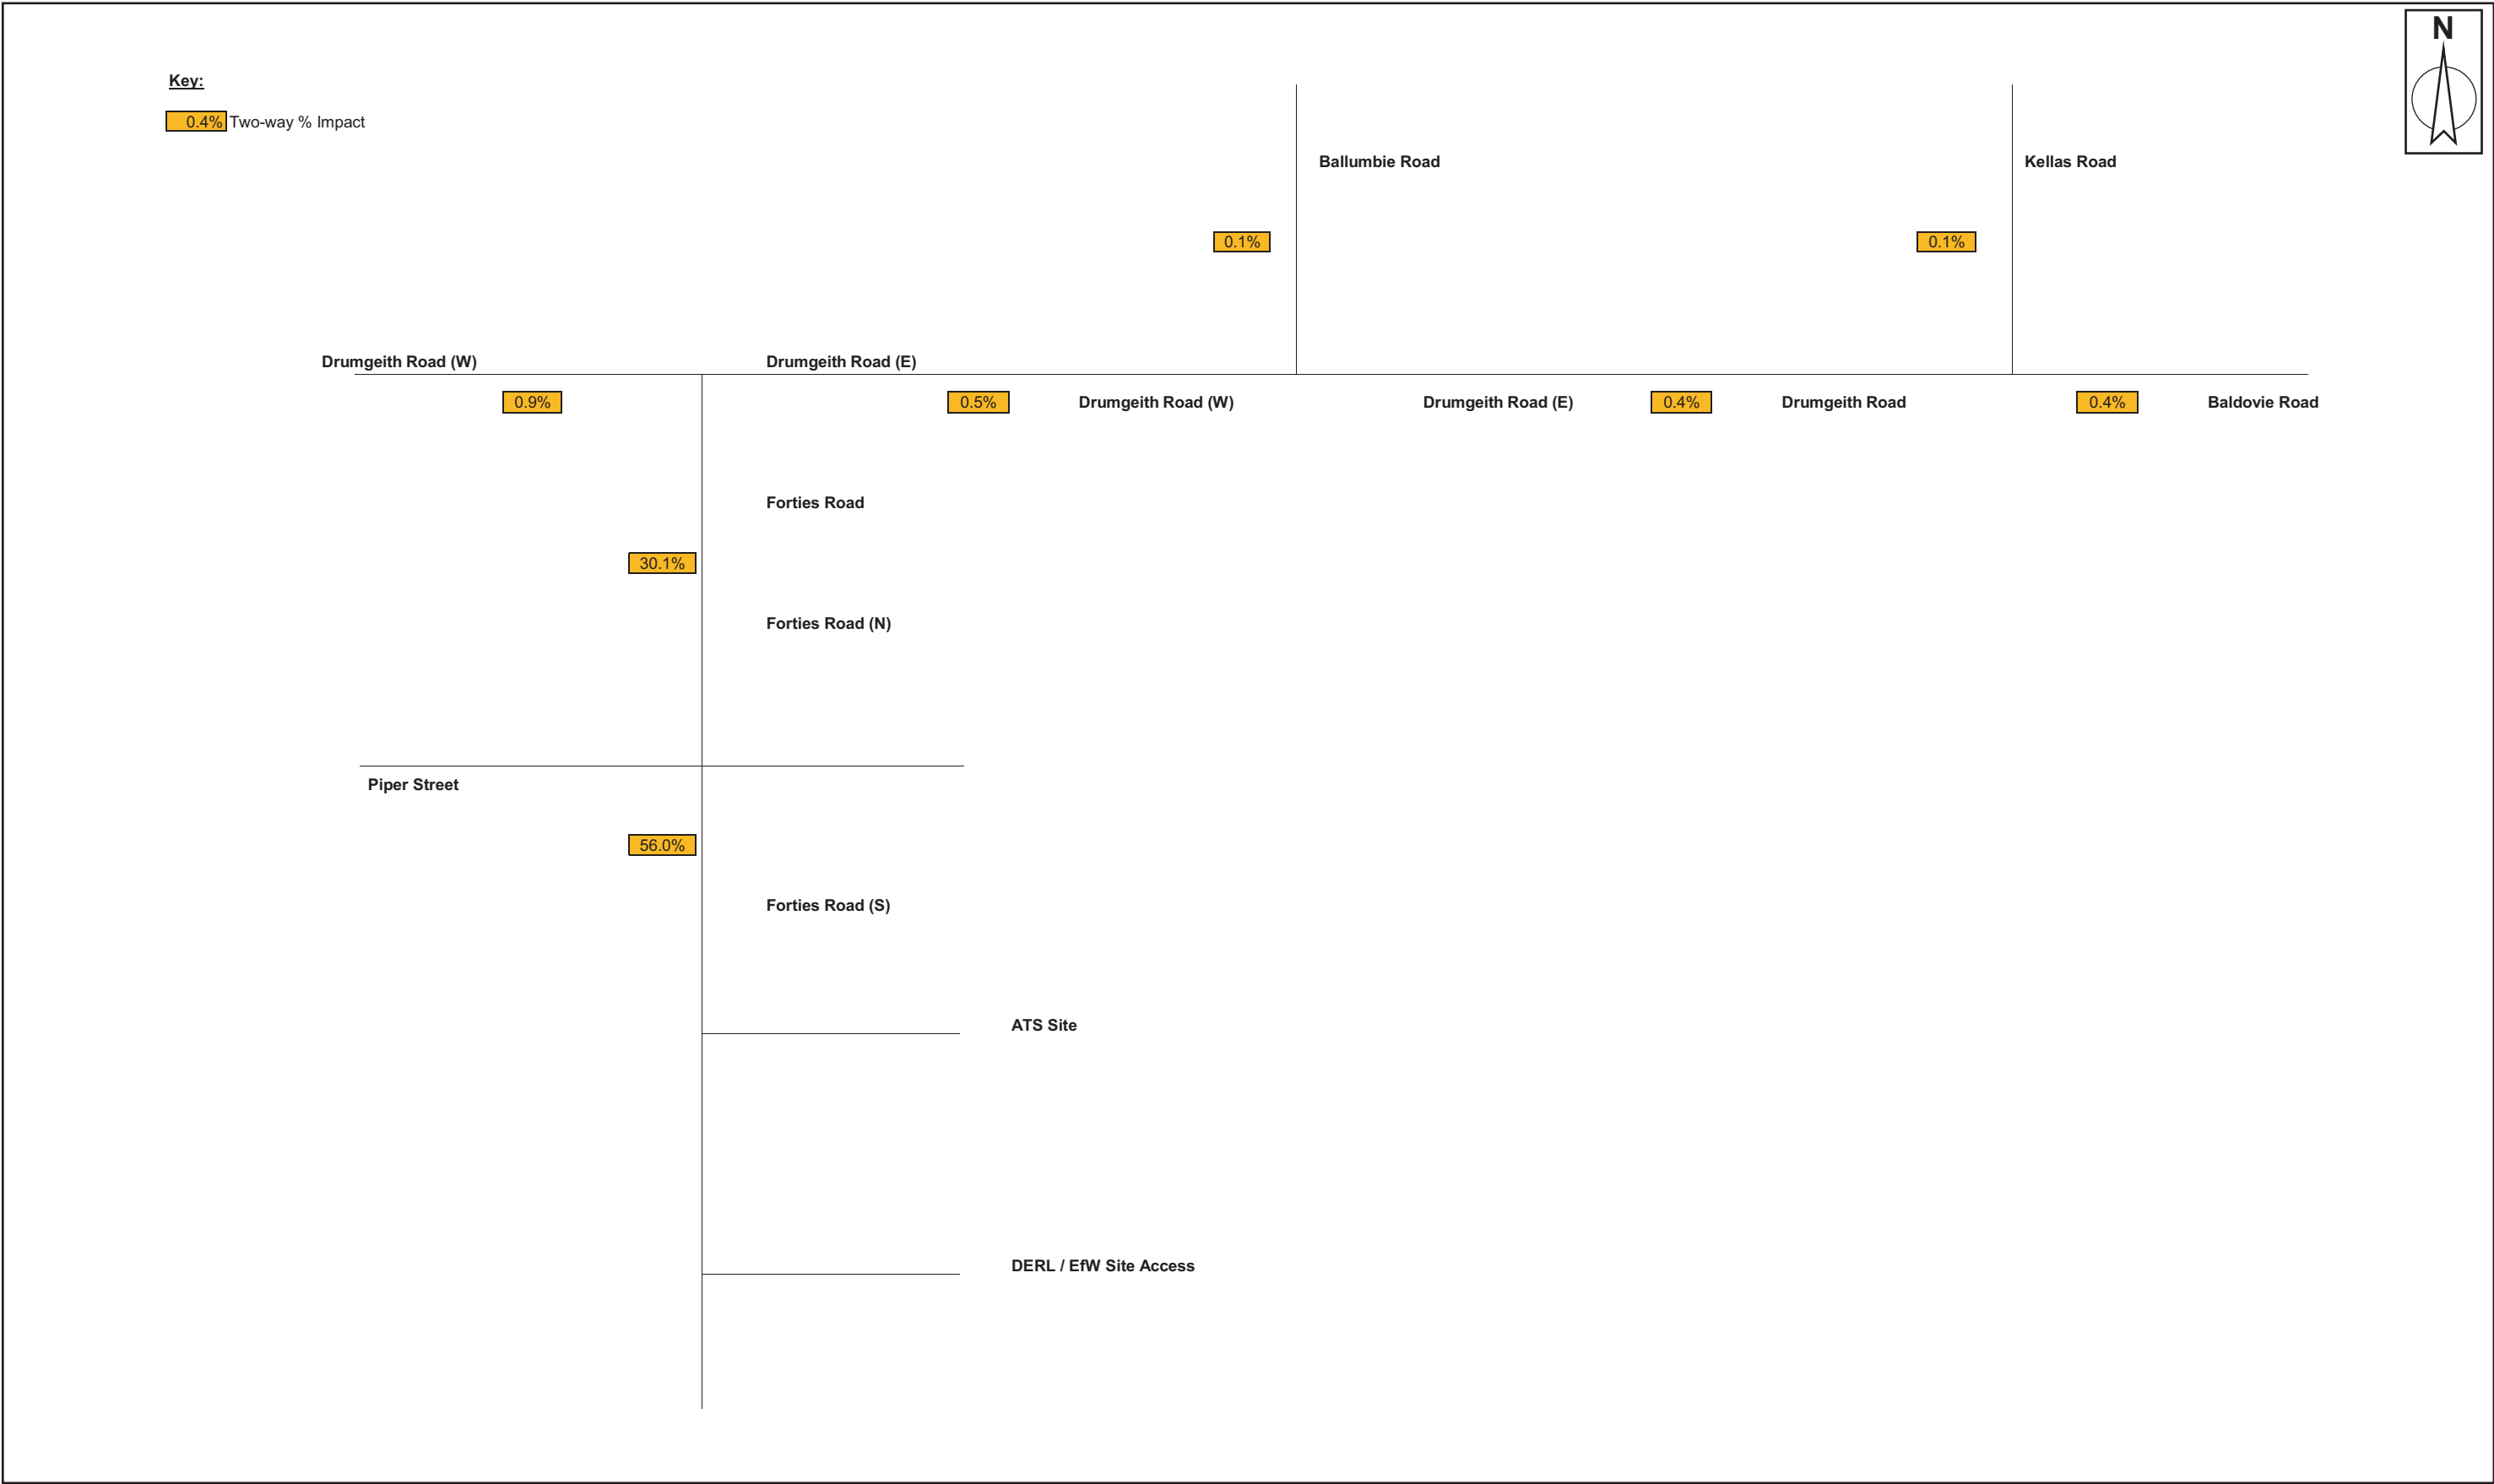 N
Key:
0.4% Two-way % Impact
Ballumbie Road
Kellas Road
0.1%
0.1%
Drumgeith Road (W)
Drumgeith Road (E)
0.9%
0.5%
Drumgeith Road (W)
Drumgeith Road (E)
0.4%
Drumgeith Road
0.4%
Baldovie Road
Forties Road
30.1%
Forties Road (N)
Piper Street
56.0%
Forties Road (S)
ATS Site
DERL / EfW Site Access